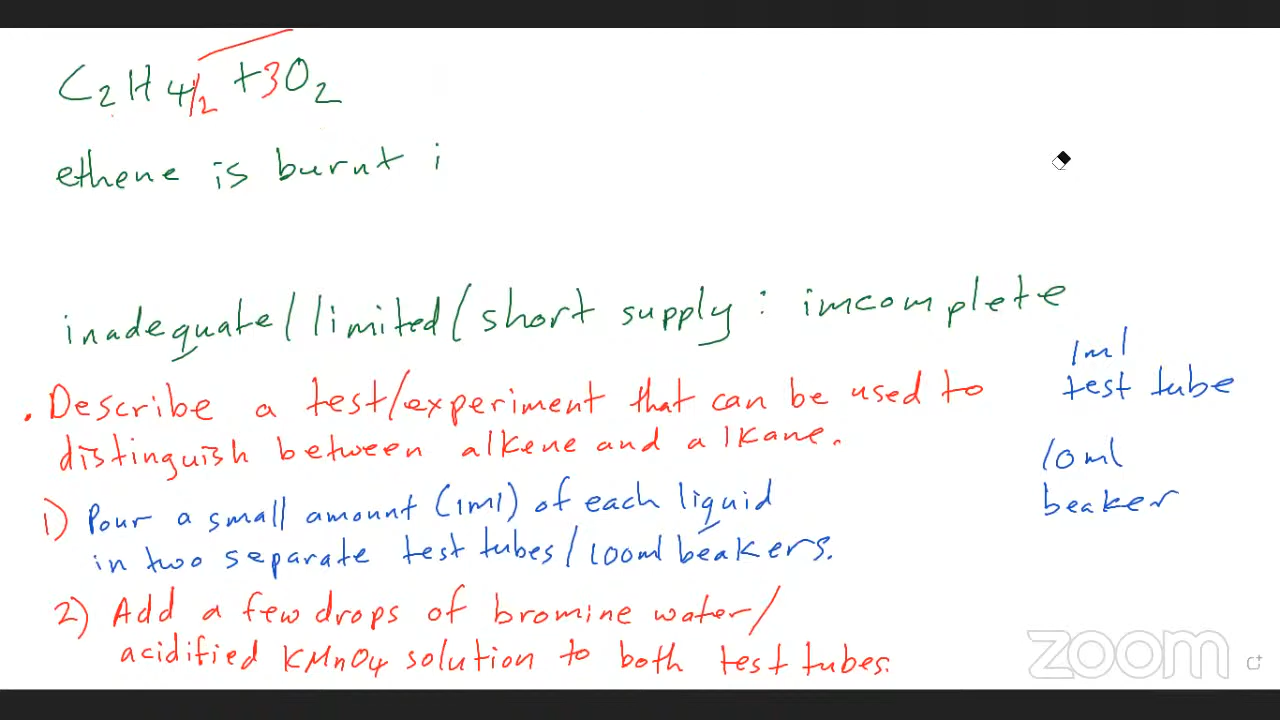 C₂H₄/₂ +3O₂
ethene is burnt i
inadequate/limited/short supply: imcomplete
1ml
test tube
. Describe a test/experiment that can be used to
distinguish between alkene and alkane.
10ml
beaker
1) Pour a small amount (1ml) of each liquid
in two separate test tubes/100ml beakers.
2) Add a few drops of bromine water/
acidified KMnO4 solution to both test tubes.
zoom